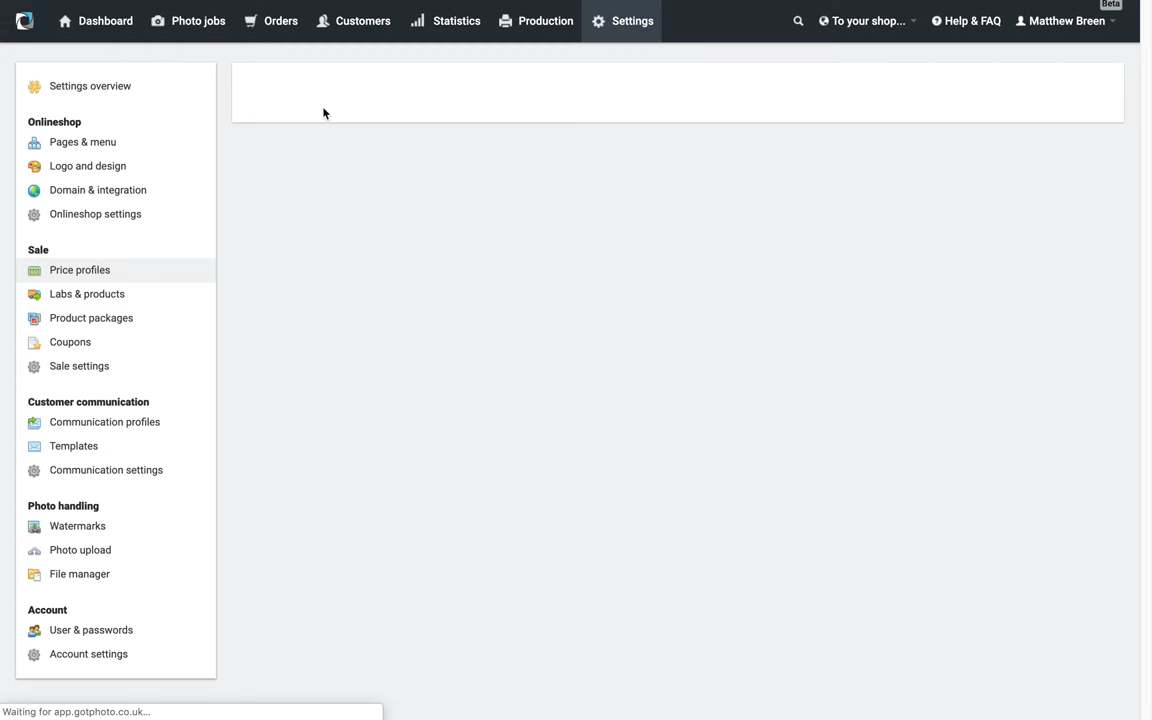 Beta
Dashboard Photo jobs Orders Customers Statistics Production Settings To your shop... Help & FAQ Matthew Breen
Settings overview
Onlineshop
Pages & menu
Logo and design
Domain & integration
Onlineshop settings
Sale
Price profiles
Labs & products
Product packages
Coupons
Sale settings
Customer communication
Communication profiles
Templates
Communication settings
Photo handling
Watermarks
Photo upload
File manager
Account
User & passwords
Account settings
Waiting for app.gotphoto.co.uk...